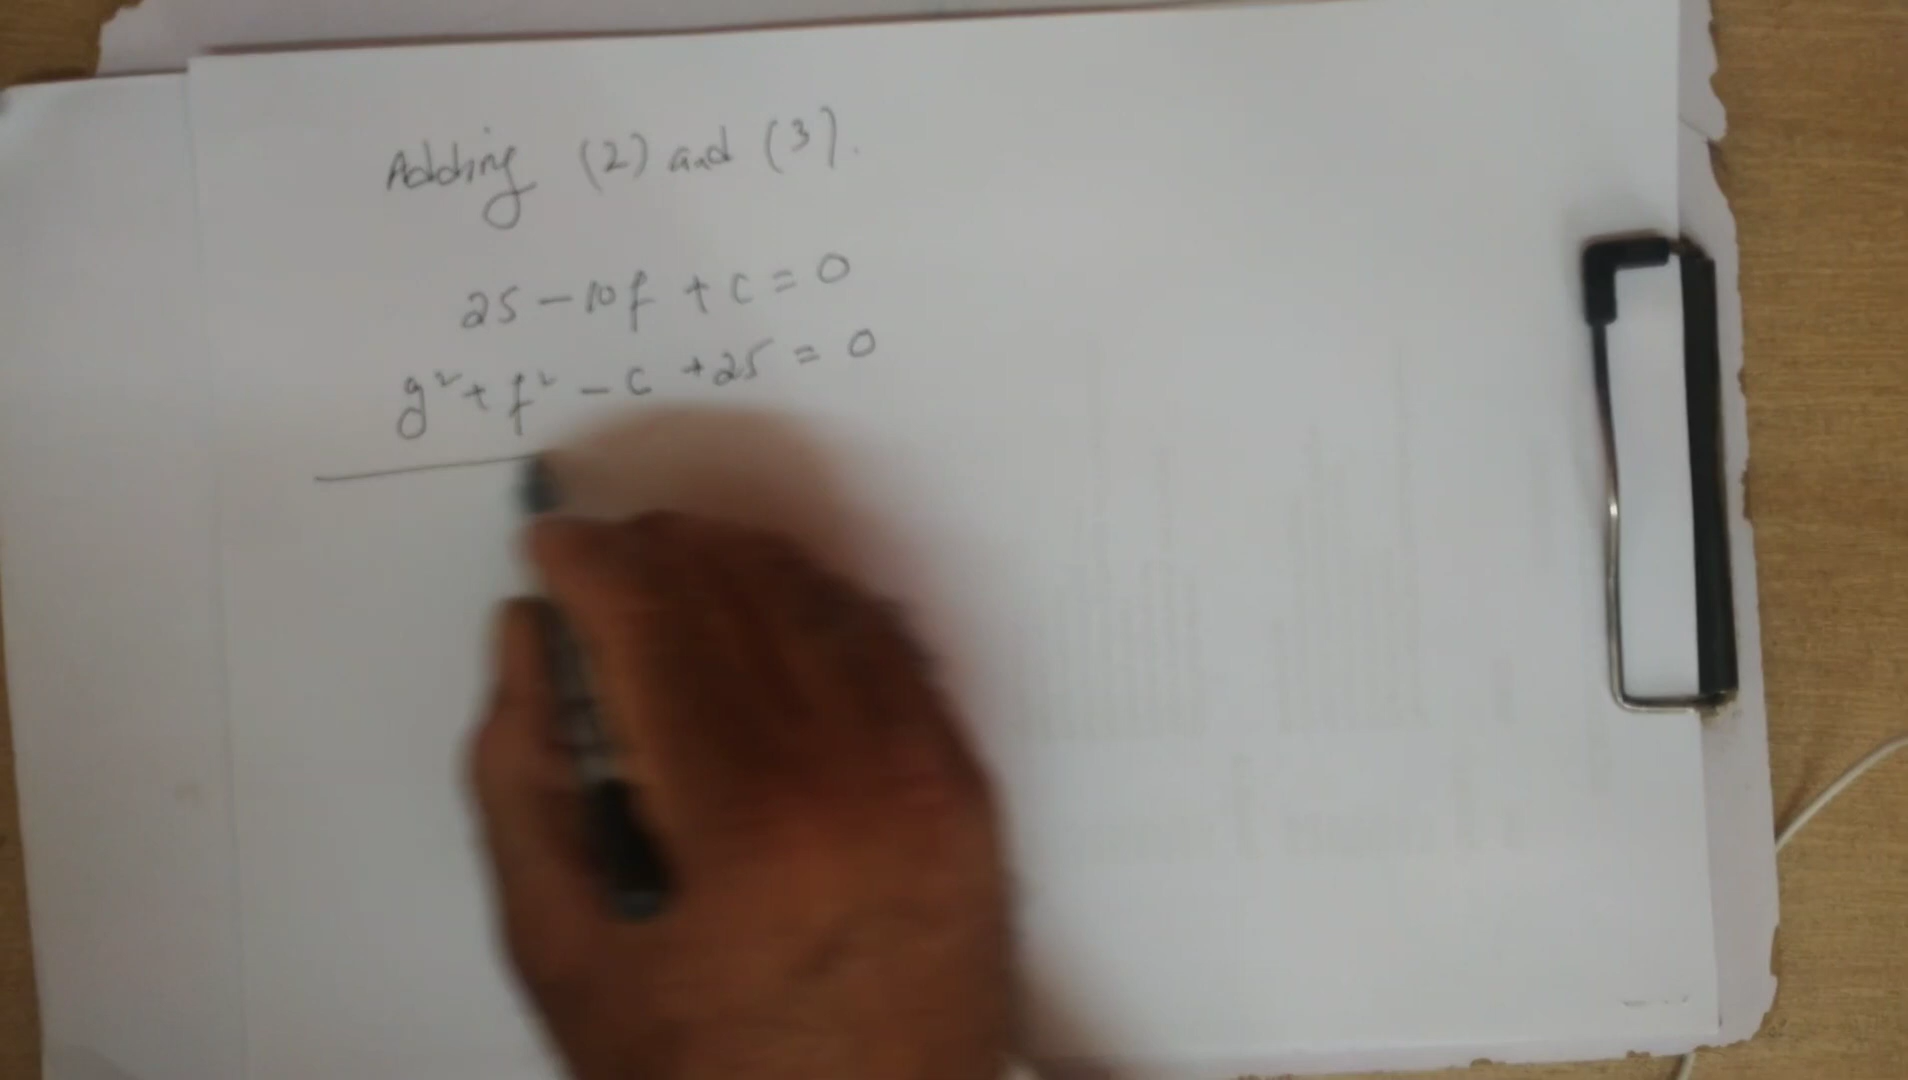 Adding (2) and (3).
25 - 10f + c = 0
g² + f² - c + 25 = 0